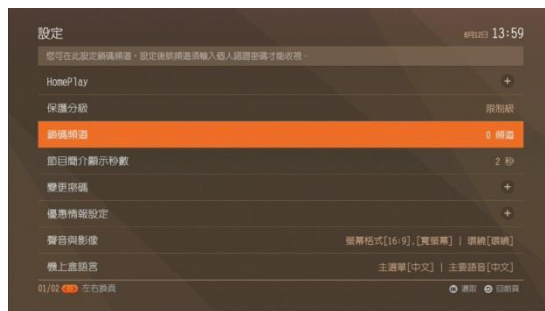 設定
8月12日 13:59
您可在此設定鎖碼頻道。設定後該頻道須輸入個人認證密碼才能收視。
HomePlay +
保護分級 限制級
鎖碼頻道 0 頻道
節目簡介顯示秒數 2 秒
變更密碼 +
優惠情報設定 +
聲音與影像 螢幕格式[16:9],[寬螢幕] | 環繞[環繞]
機上盒語言 主選單[中文] | 主要語音[中文]
01/02 左右換頁 選取 回前頁